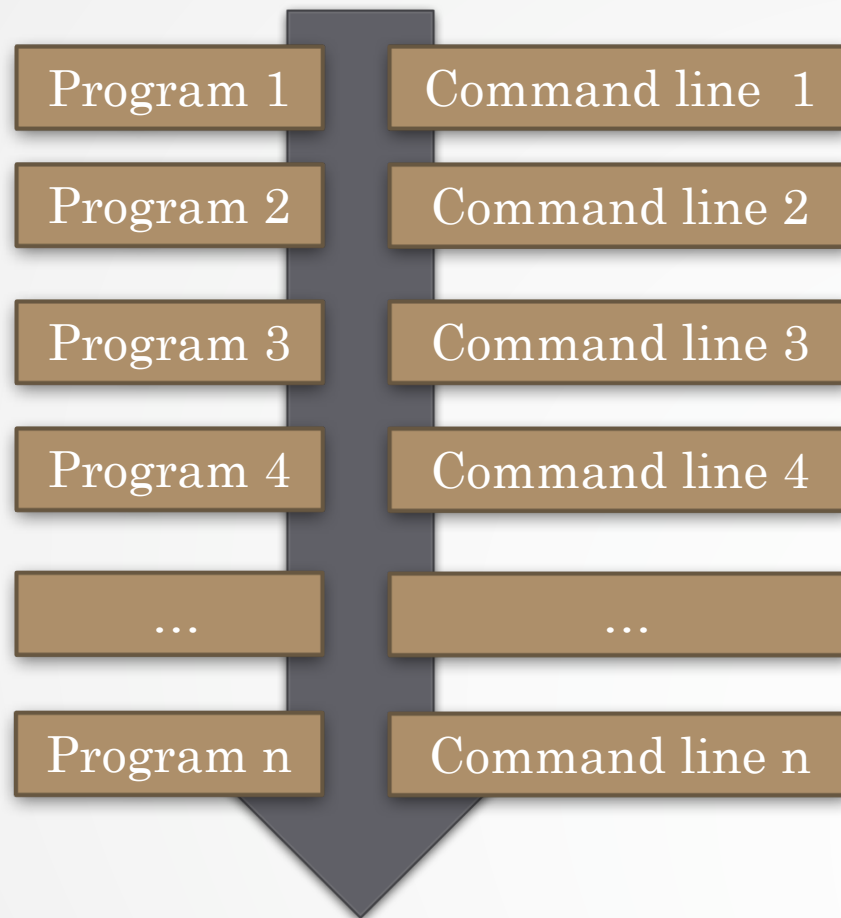 Program 1 Command line 1
Program 2 Command line 2
Program 3 Command line 3
Program 4 Command line 4
... ...
Program n Command line n